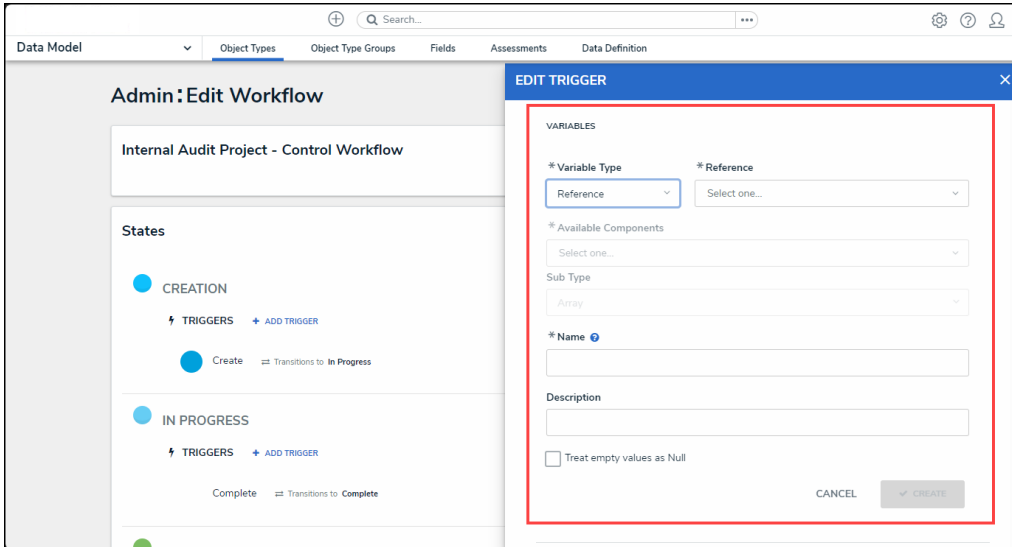 Search...
Data Model
Object Types
Object Type Groups
Fields
Assessments
Data Definition
Admin:Edit Workflow
Internal Audit Project - Control Workflow
States
CREATION
TRIGGERS
+ ADD TRIGGER
Create
Transitions to In Progress
IN PROGRESS
TRIGGERS
+ ADD TRIGGER
Complete
Transitions to Complete
EDIT TRIGGER
VARIABLES
*Variable Type
*Reference
Reference
Select one...
*Available Components
Select one...
Sub Type
Array
*Name
Description
Treat empty values as Null
CANCEL
CREATE